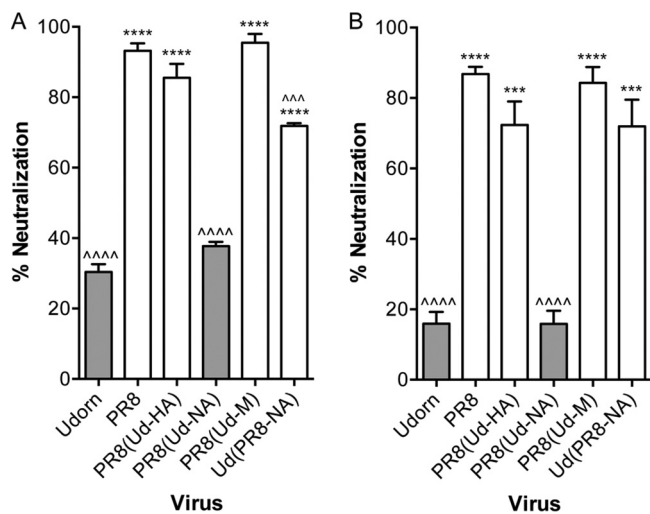 A
% Neutralization
100
80
60
40
20
0
^^^^
****
****
^^^^
****
^^^
****
Udorn
PR8
PR8(Ud-HA)
PR8(Ud-NA)
PR8(Ud-M)
Ud(PR8-NA)
Virus
B
% Neutralization
100
80
60
40
20
0
^^^^
****
***
^^^^
****
***
Udorn
PR8
PR8(Ud-HA)
PR8(Ud-NA)
PR8(Ud-M)
Ud(PR8-NA)
Virus